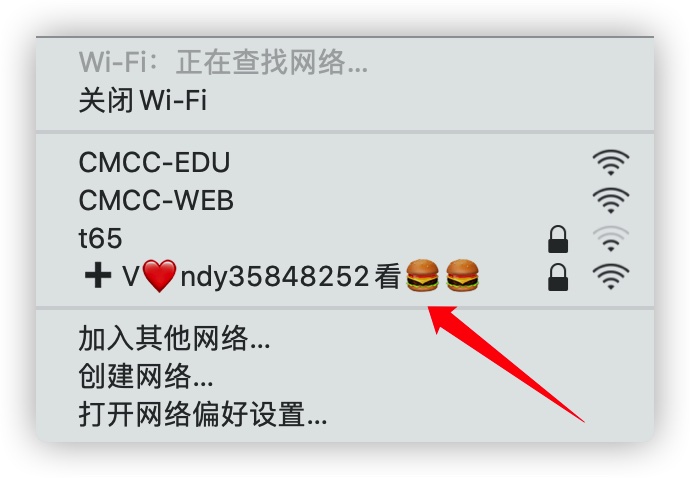 Wi-Fi：正在查找网络...
关闭 Wi-Fi
CMCC-EDU
CMCC-WEB
t65
➕ V❤️ndy35848252看🍔🍔
加入其他网络...
创建网络...
打开网络偏好设置...